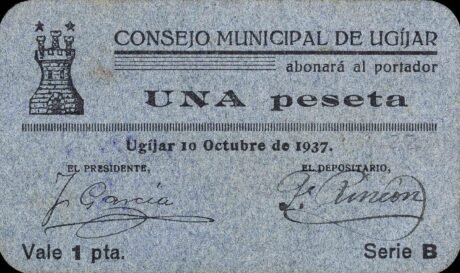 CONSEJO MUNICIPAL DE UGÍJAR
abonará al portador
UNA peseta
Ugíjar 10 Octubre de 1937.
EL PRESIDENTE, EL DEPOSITARIO,
J. García Rincón
Vale 1 pta. Serie B